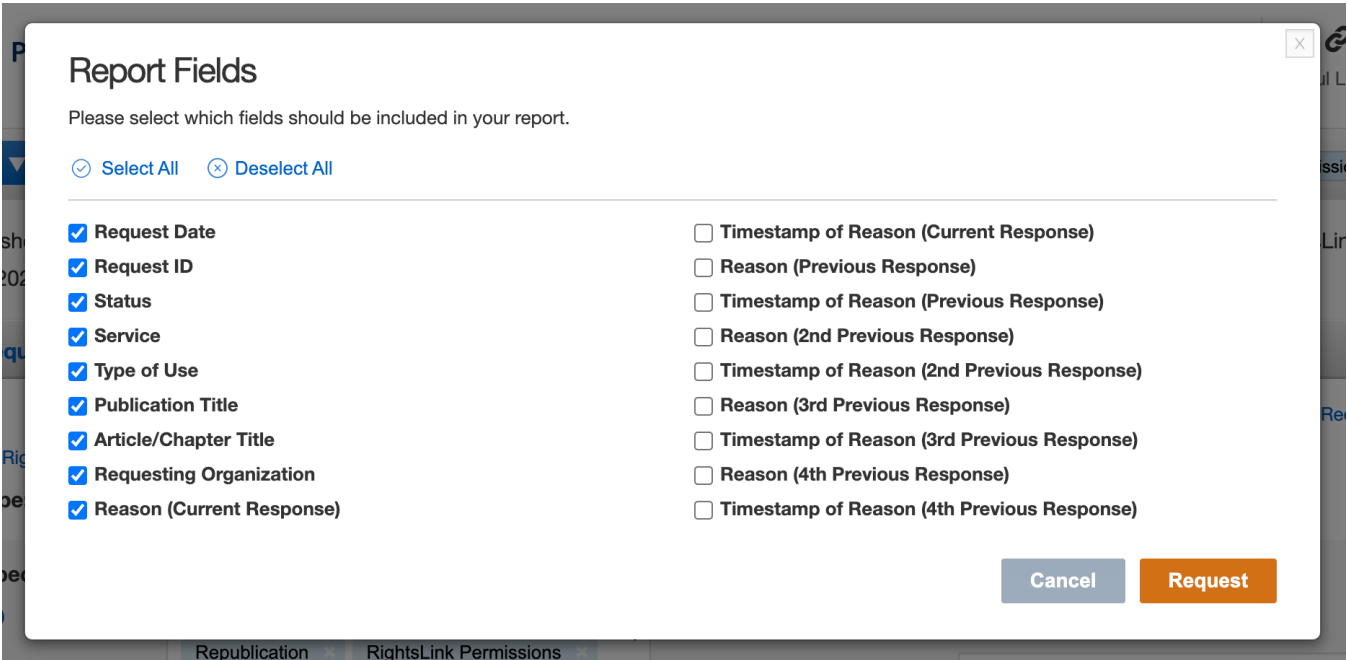 Report Fields
X
Please select which fields should be included in your report.
Select All
Deselect All
Request Date
Request ID
Status
Service
Type of Use
Publication Title
Article/Chapter Title
Requesting Organization
Reason (Current Response)
Timestamp of Reason (Current Response)
Reason (Previous Response)
Timestamp of Reason (Previous Response)
Reason (2nd Previous Response)
Timestamp of Reason (2nd Previous Response)
Reason (3rd Previous Response)
Timestamp of Reason (3rd Previous Response)
Reason (4th Previous Response)
Timestamp of Reason (4th Previous Response)
Cancel
Request
Republication ×
RightsLink Permissions ×